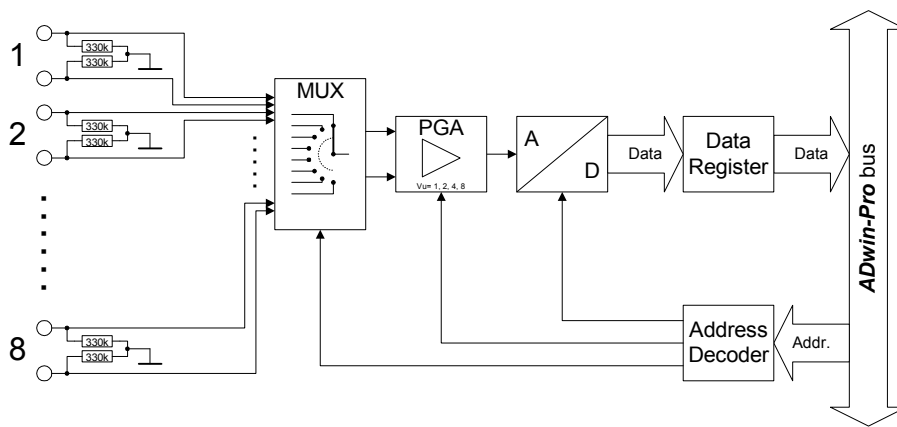 1
330k
330k
2
330k
330k
8
330k
330k
MUX
PGA
Vu= 1, 2, 4, 8
A
D
Data
Data
Register
Data
Address
Decoder
Addr.
ADwin-Pro bus